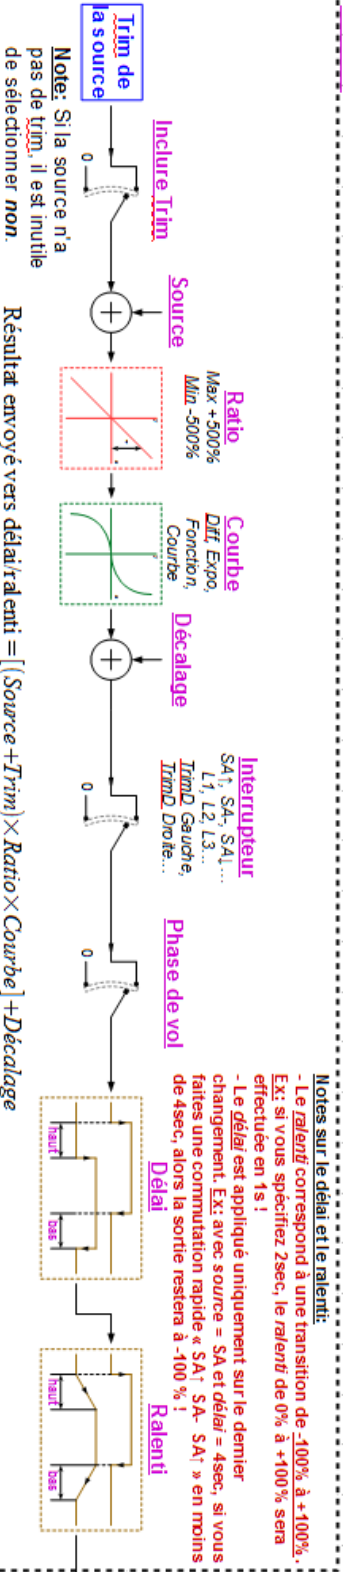 Trim de
la source
Note: Si la source n'a
pas de trim, il est inutile
de sélectionner non.
Inclure Trim
0
Source
Ratio
Max +500%
Min -500%
Courbe
Diff, Expo,
Fonction,
Courbe
Décalage
Interrupteur
SA↑, SA-, SA↓...
L1, L2, L3...
TrimD. Gauche,
TrimD. Droite...
0
Phase de vol
0
Notes sur le délai et le ralenti:
- Le ralenti correspond à une transition de -100% à +100%.
Ex: si vous spécifiez 2sec, le ralenti de 0% à +100% sera
effectuée en 1s !
- Le délai est appliqué uniquement sur le dernier
changement. Ex: avec source = SA et délai = 4sec, si vous
faites une commutation rapide « SA↑ SA- SA↑ » en moins
de 4sec, alors la sortie restera à -100 % !
Délai
haut
bas
Ralenti
haut
bas
Résultat envoyé vers délai/ralenti =[(Source+Trim)×Ratio×Courbe]+Décalage